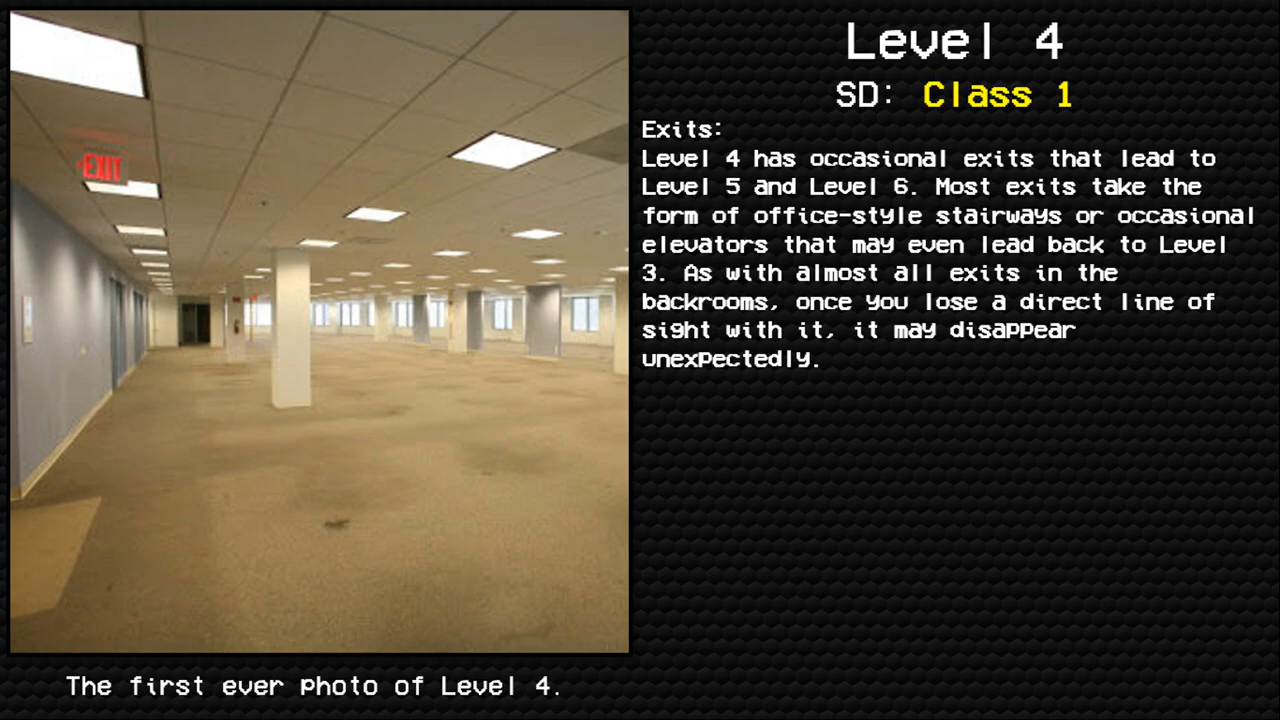 Level 4
SD: Class 1
EXIT
Exits:
Level 4 has occasional exits that lead to
Level 5 and Level 6. Most exits take the
form of office-style stairways or occasional
elevators that may even lead back to Level
3. As with almost all exits in the
backrooms, once you lose a direct line of
sight with it, it may disappear
unexpectedly.
The first ever photo of Level 4.